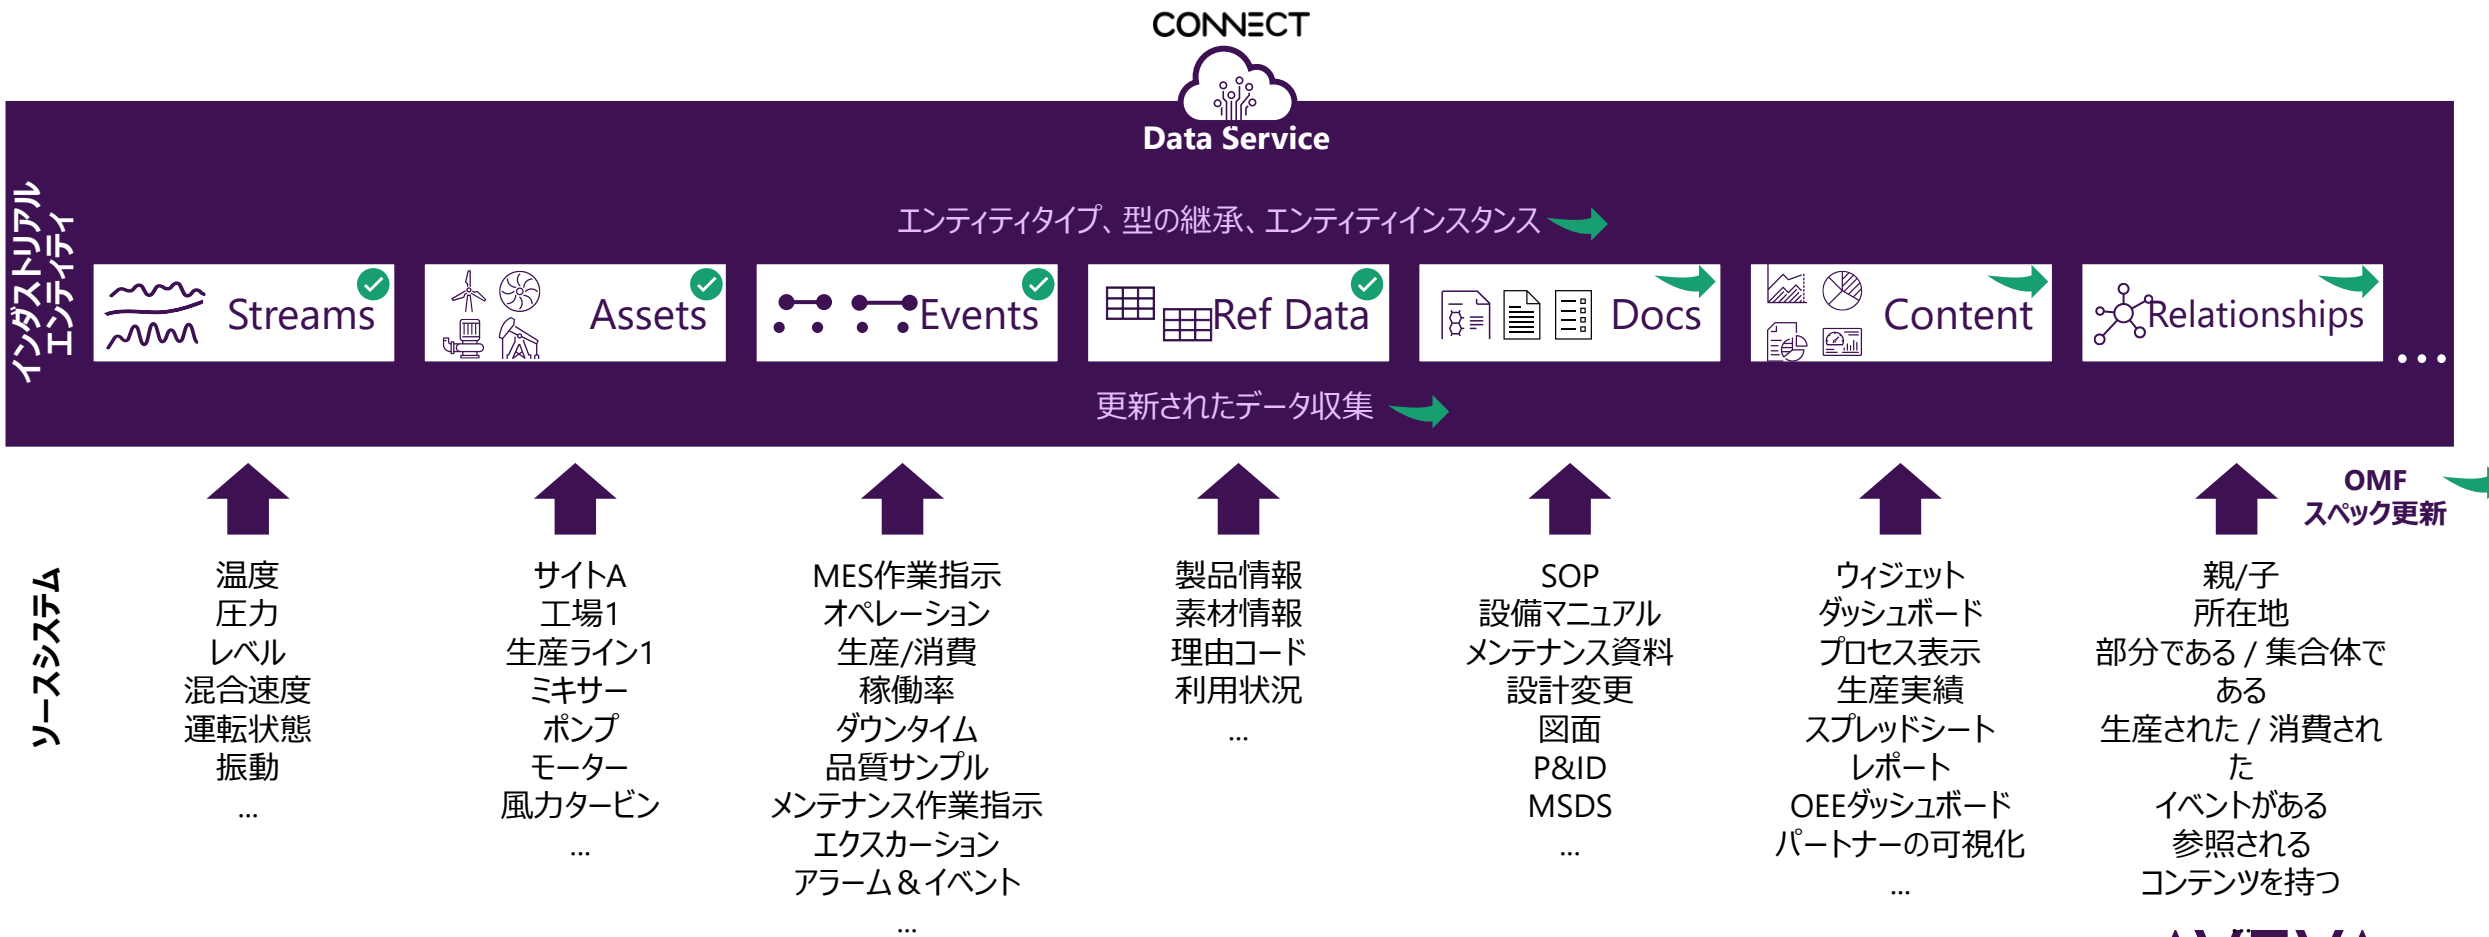 CONNECT
Data Service
インダストリアル
エンティティ
エンティティタイプ、型の継承、エンティティインスタンス
Streams
Assets
Events
Ref Data
Docs
Content
Relationships
...
更新されたデータ収集
OMF
スペック更新
ソースシステム
温度
圧力
レベル
混合速度
運転状態
振動
...
サイトA
工場1
生産ライン1
ミキサー
ポンプ
モーター
風力タービン
...
MES作業指示
オペレーション
生産/消費
稼働率
ダウンタイム
品質サンプル
メンテナンス作業指示
エクスカーション
アラーム＆イベント
...
製品情報
素材情報
理由コード
利用状況
...
SOP
設備マニュアル
メンテナンス資料
設計変更
図面
P&ID
MSDS
...
ウィジェット
ダッシュボード
プロセス表示
生産実績
スプレッドシート
レポート
OEEダッシュボード
パートナーの可視化
...
親/子
所在地
部分である / 集合体で
ある
生産された / 消費され
た
イベントがある
参照される
コンテンツを持つ